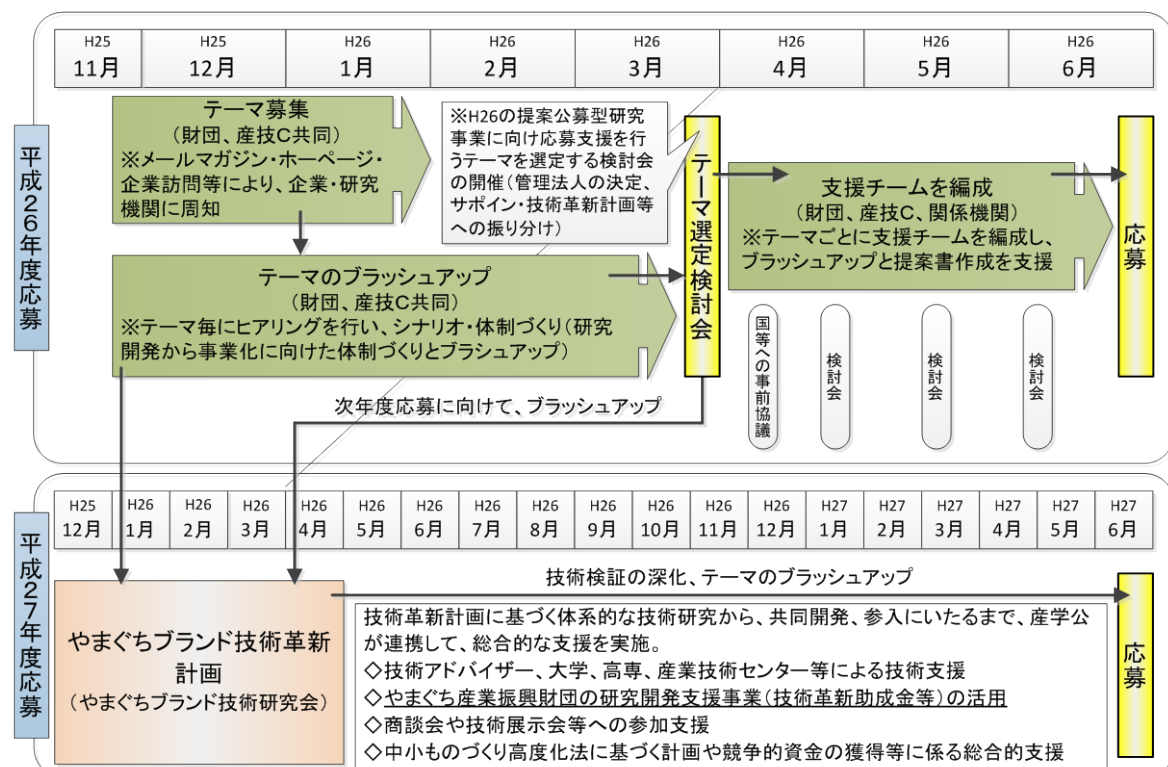 平成26年度応募
H25
11月
H25
12月
H26
1月
H26
2月
H26
3月
H26
4月
H26
5月
H26
6月
テーマ募集
(財団、産技C共同)
※メールマガジン・ホーページ・
企業訪問等により、企業・研究
機関に周知
※H26の提案公募型研究
事業に向け応募支援を行
うテーマを選定する検討会
の開催(管理法人の決定、
サポイン・技術革新計画等
への振り分け)
テーマのブラッシュアップ
(財団、産技C共同)
※テーマ毎にヒアリングを行い、シナリオ・体制づくり(研究
開発から事業化に向けた体制づくりとブラシュアップ)
テーマ選定検討会
支援チームを編成
(財団、産技C、関係機関)
※テーマごとに支援チームを編成し、
ブラッシュアップと提案書作成を支援
国等への事前協議
検討会
検討会
検討会
応募
次年度応募に向けて、ブラッシュアップ
平成27年度応募
H25
12月
H26
1月
H26
2月
H26
3月
H26
4月
H26
5月
H26
6月
H26
7月
H26
8月
H26
9月
H26
10月
H26
11月
H26
12月
H27
1月
H27
2月
H27
3月
H27
4月
H27
5月
H27
6月
やまぐちブランド技術革新
計画
(やまぐちブランド技術研究会)
技術検証の深化、テーマのブラッシュアップ
技術革新計画に基づく体系的な技術研究から、共同開発、参入にいたるまで、産学公
が連携して、総合的な支援を実施。
◇技術アドバイザー、大学、高専、産業技術センター等による技術支援
◇やまぐち産業振興財団の研究開発支援事業(技術革新助成金等)の活用
◇商談会や技術展示会等への参加支援
◇中小ものづくり高度化法に基づく計画や競争的資金の獲得等に係る総合的支援
応募